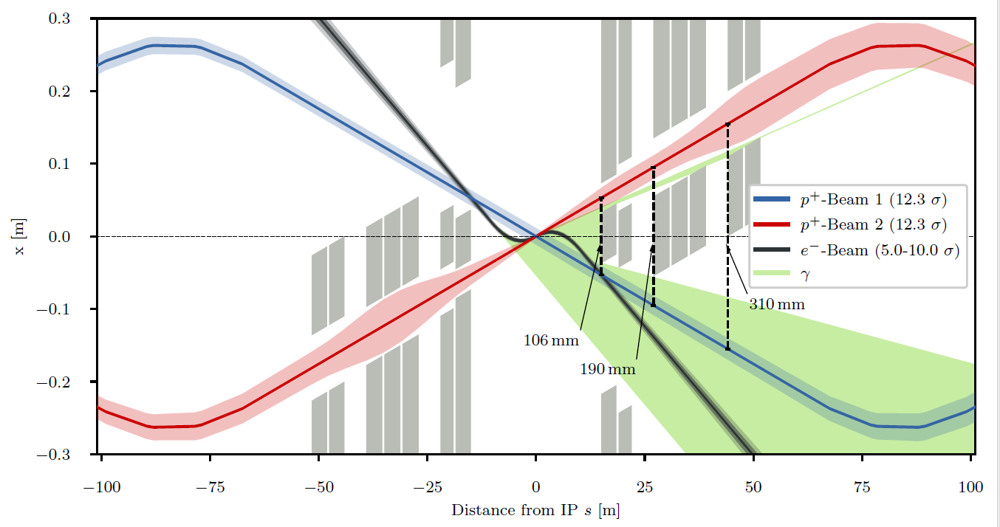 0.3
0.2
0.1
0.0
−0.1
−0.2
−0.3
x [m]
p⁺-Beam 1 (12.3 σ)
p⁺-Beam 2 (12.3 σ)
e⁻-Beam (5.0-10.0 σ)
γ
310 mm
106 mm
190 mm
−100 −75 −50 −25 0 25 50 75 100
Distance from IP s [m]